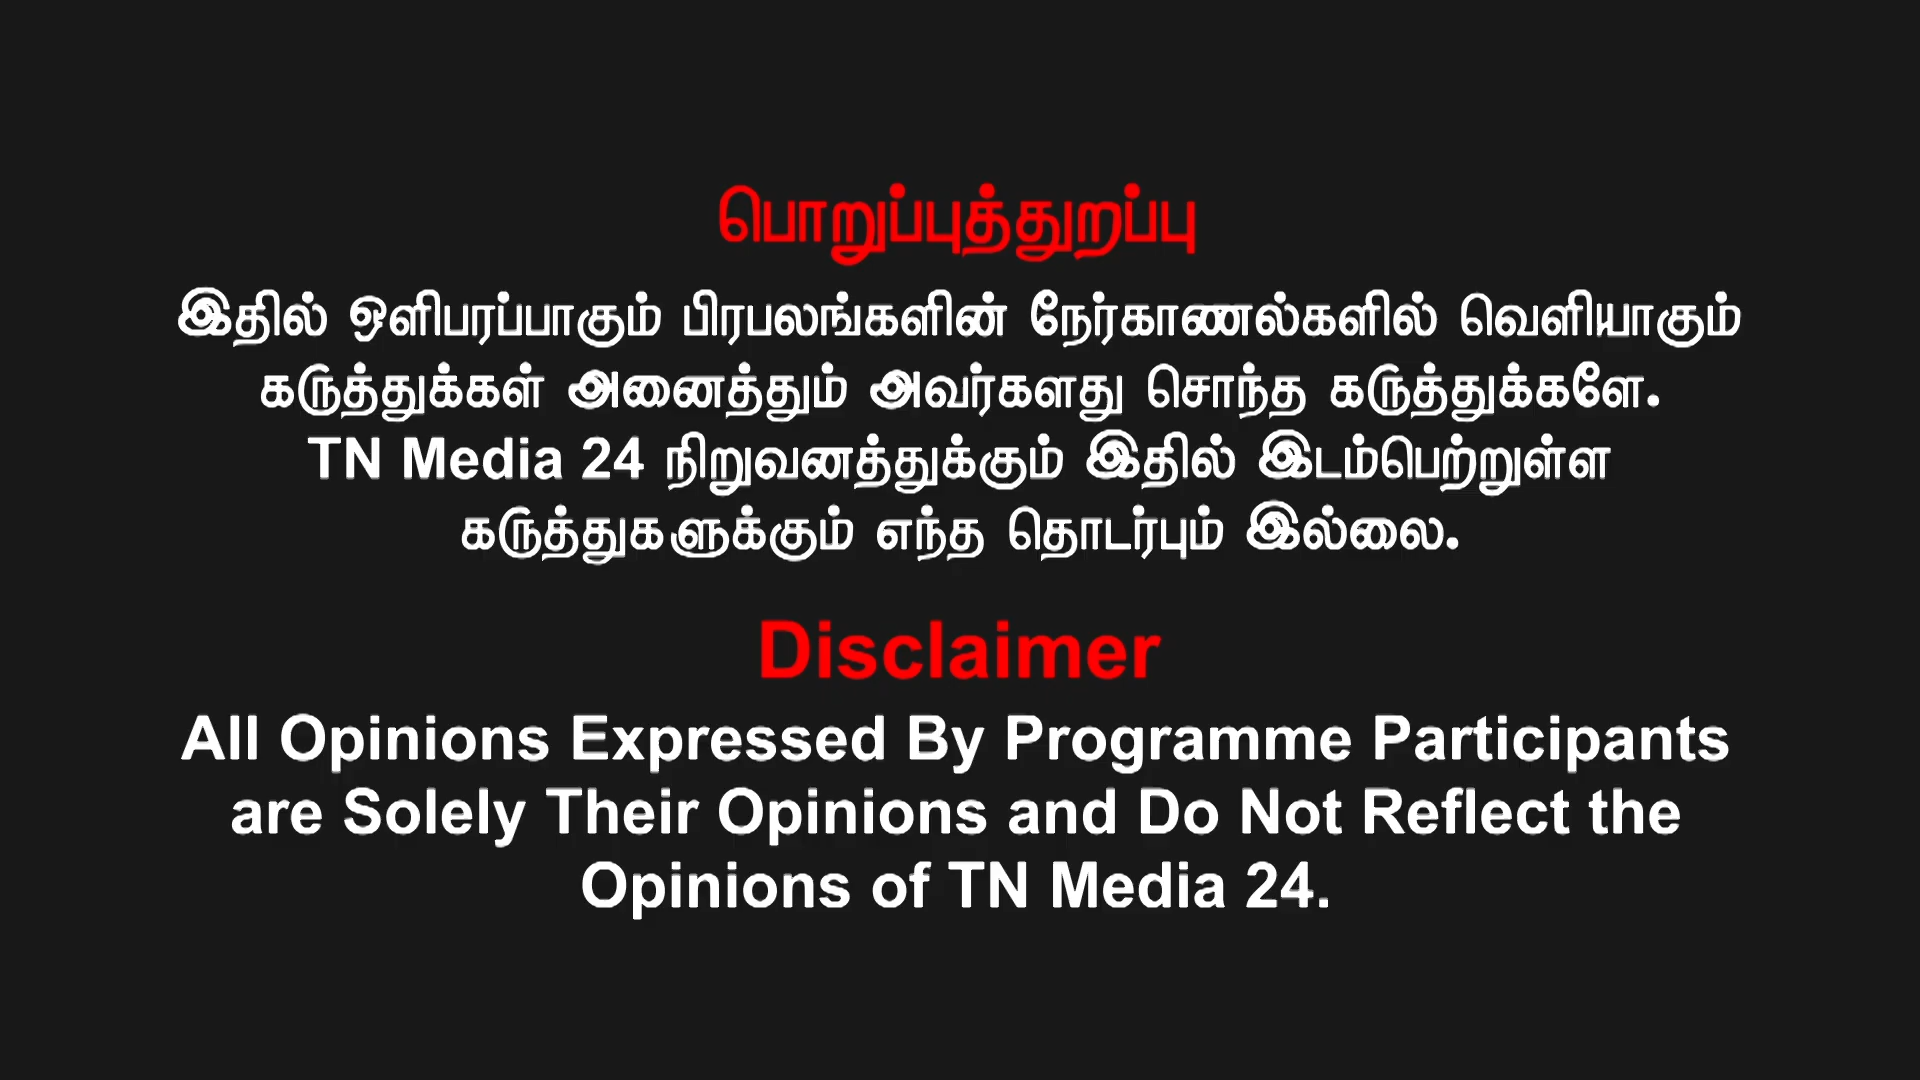 பொறுப்புத்துறப்பு
இதில் ஒளிபரப்பாகும் பிரபலங்களின் நேர்காணல்களில் வெளியாகும்
கருத்துக்கள் அனைத்தும் அவர்களது சொந்த கருத்துக்களே.
TN Media 24 நிறுவனத்துக்கும் இதில் இடம்பெற்றுள்ள
கருத்துகளுக்கும் எந்த தொடர்பும் இல்லை.
Disclaimer
All Opinions Expressed By Programme Participants
are Solely Their Opinions and Do Not Reflect the
Opinions of TN Media 24.